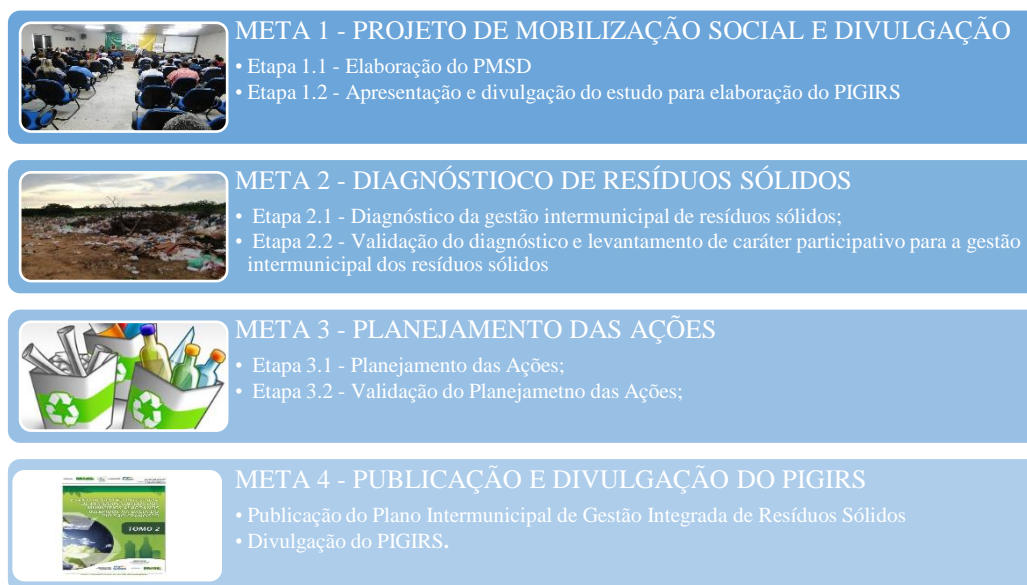 META 1 - PROJETO DE MOBILIZAÇÃO SOCIAL E DIVULGAÇÃO
• Etapa 1.1 - Elaboração do PMSD
• Etapa 1.2 - Apresentação e divulgação do estudo para elaboração do PIGIRS
META 2 - DIAGNÓSTIOCO DE RESÍDUOS SÓLIDOS
• Etapa 2.1 - Diagnóstico da gestão intermunicipal de resíduos sólidos;
• Etapa 2.2 - Validação do diagnóstico e levantamento de caráter participativo para a gestão
intermunicipal dos resíduos sólidos
META 3 - PLANEJAMENTO DAS AÇÕES
• Etapa 3.1 - Planejamento das Ações;
• Etapa 3.2 - Validação do Planejametno das Ações;
META 4 - PUBLICAÇÃO E DIVULGAÇÃO DO PIGIRS
• Publicação do Plano Intermunicipal de Gestão Integrada de Resíduos Sólidos
• Divulgação do PIGIRS.
TOMO 2